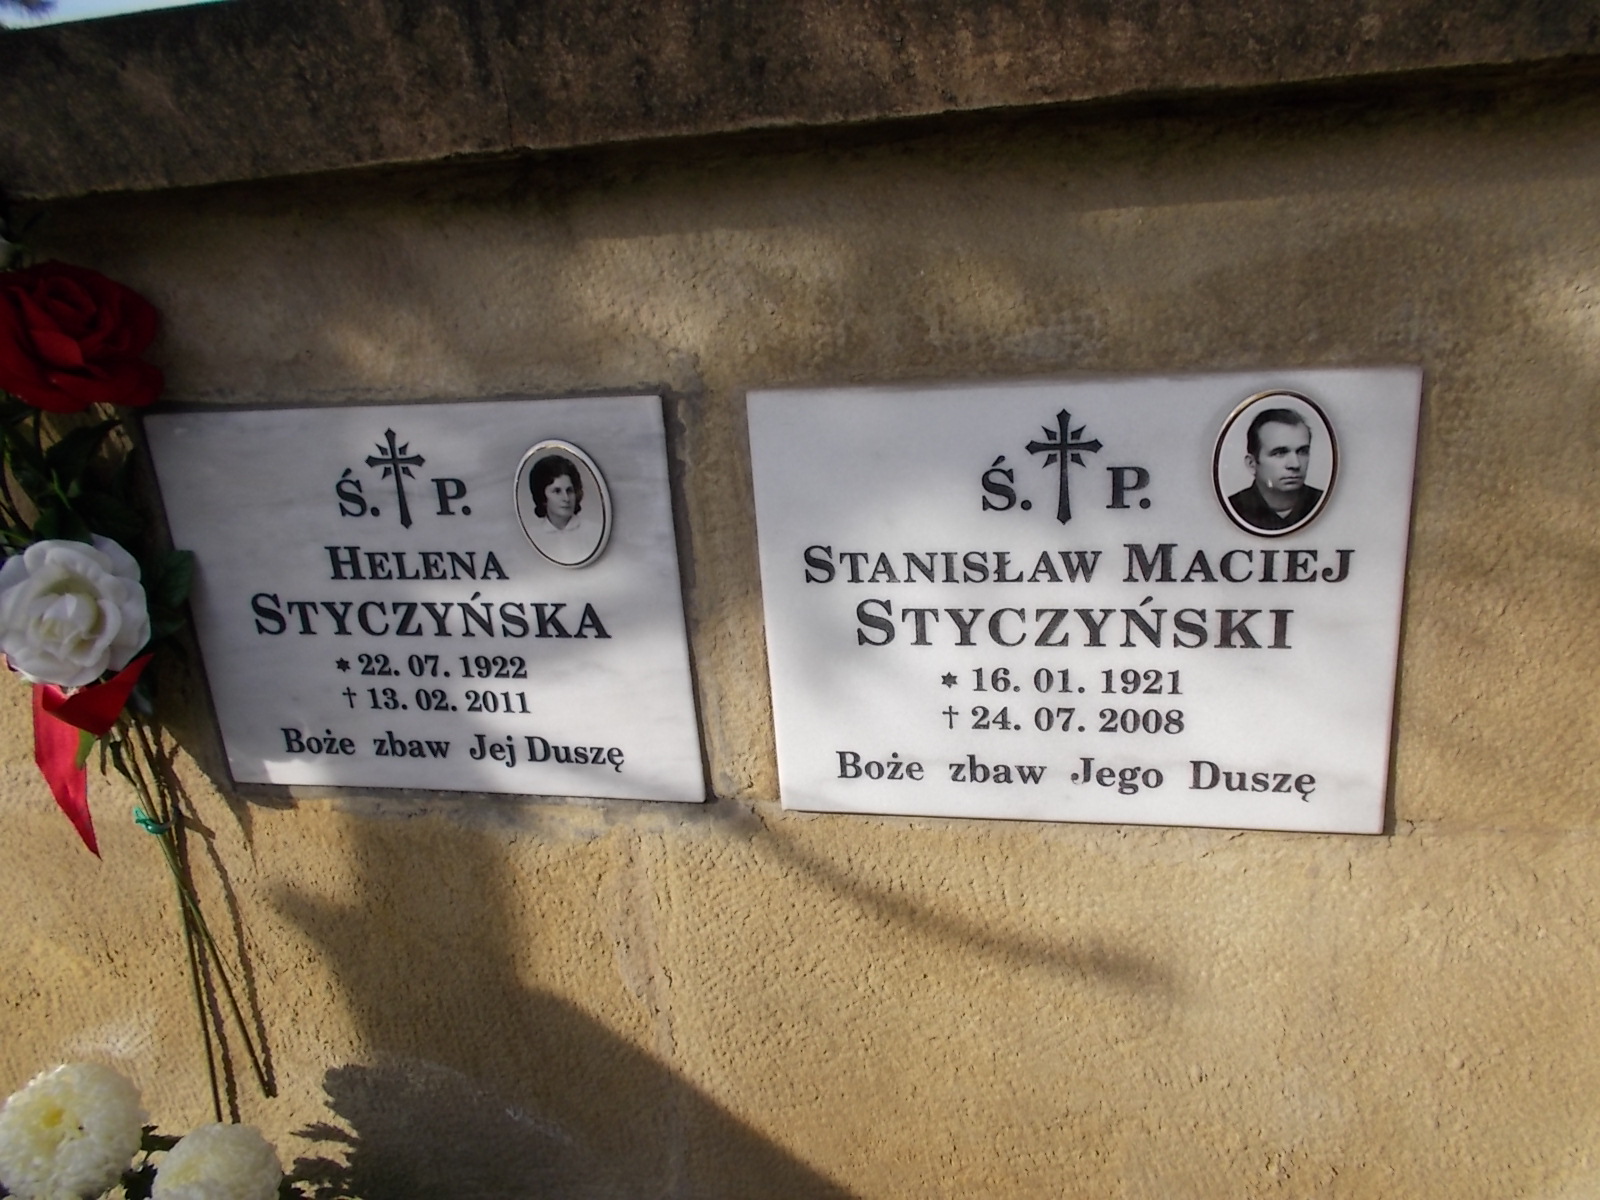 Ś. P.
HELENA
STYCZYŃSKA
* 22. 07. 1922
† 13. 02. 2011
Boże zbaw Jej Duszę
Ś. P.
STANISŁAW MACIEJ
STYCZYŃSKI
* 16. 01. 1921
† 24. 07. 2008
Boże zbaw Jego Duszę